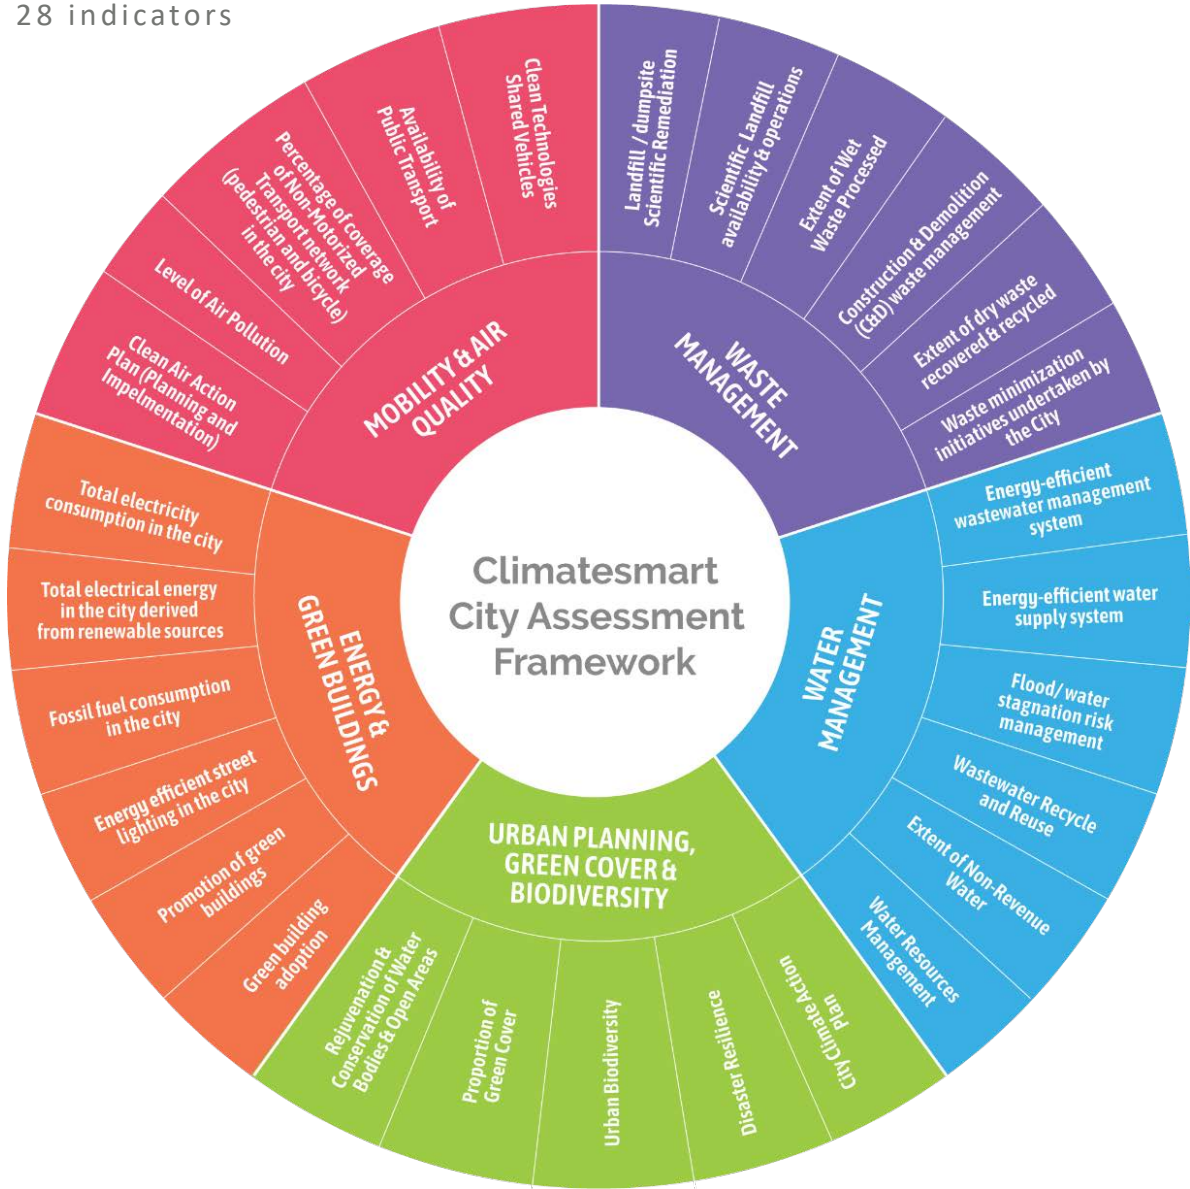 28 indicators
Climatesmart
City Assessment
Framework
MOBILITY & AIR
QUALITY
Clean Air Action
Plan (Planning and
Impelmentation)
Level of Air Pollution
Percentage of coverage
of Non-Motorized
Transport network
(pedestrian and bicycle)
in the city
Availability of
Public Transport
Clean Technologies
Shared Vehicles
WASTE
MANAGEMENT
Landfill / dumpsite
Scientific Remediation
Scientific Landfill
availability & operations
Extent of Wet
Waste Processed
Construction & Demolition
(C&D) waste management
Extent of dry waste
recovered & recycled
Waste minimization
initiatives undertaken by
the City
WATER
MANAGEMENT
Energy-efficient
wastewater management
system
Energy-efficient water
supply system
Flood/ water
stagnation risk
management
Wastewater Recycle
and Reuse
Extent of Non-Revenue
Water
Water Resources
Management
URBAN PLANNING,
GREEN COVER &
BIODIVERSITY
City Climate Action
Plan
Disaster Resilience
Urban Biodiversity
Proportion of
Green Cover
Rejuvenation &
Conservation of Water
Bodies & Open Areas
ENERGY &
GREEN BUILDINGS
Green building
adoption
Promotion of green
buildings
Energy efficient street
lighting in the city
Fossil fuel consumption
in the city
Total electrical energy
in the city derived
from renewable sources
Total electricity
consumption in the city